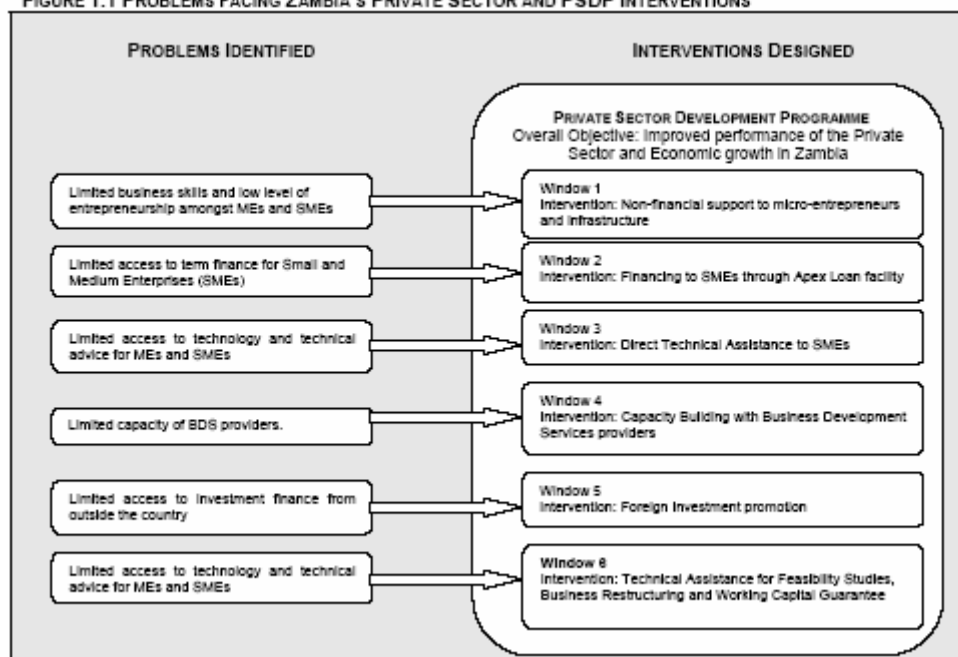 FIGURE 1.1 PROBLEMS FACING ZAMBIA'S PRIVATE SECTOR AND PSDP INTERVENTIONS
PROBLEMS IDENTIFIED
INTERVENTIONS DESIGNED
PRIVATE SECTOR DEVELOPMENT PROGRAMME
Overall Objective: Improved performance of the Private
Sector and Economic growth in Zambia
Limited business skills and low level of
entrepreneurship amongst MEs and SMEs
Window 1
Intervention: Non-financial support to micro-entrepreneurs
and Infrastructure
Limited access to term finance for Small and
Medium Enterprises (SMEs)
Window 2
Intervention: Financing to SMEs through Apex Loan facility
Limited access to technology and technical
advice for MEs and SMEs
Window 3
Intervention: Direct Technical Assistance to SMEs
Limited capacity of BDS providers.
Window 4
Intervention: Capacity Building with Business Development
Services providers
Limited access to Investment finance from
outside the country
Window 5
Intervention: Foreign Investment promotion
Limited access to technology and technical
advice for MEs and SMEs
Window 6
Intervention: Technical Assistance for Feasibility Studies,
Business Restructuring and Working Capital Guarantee